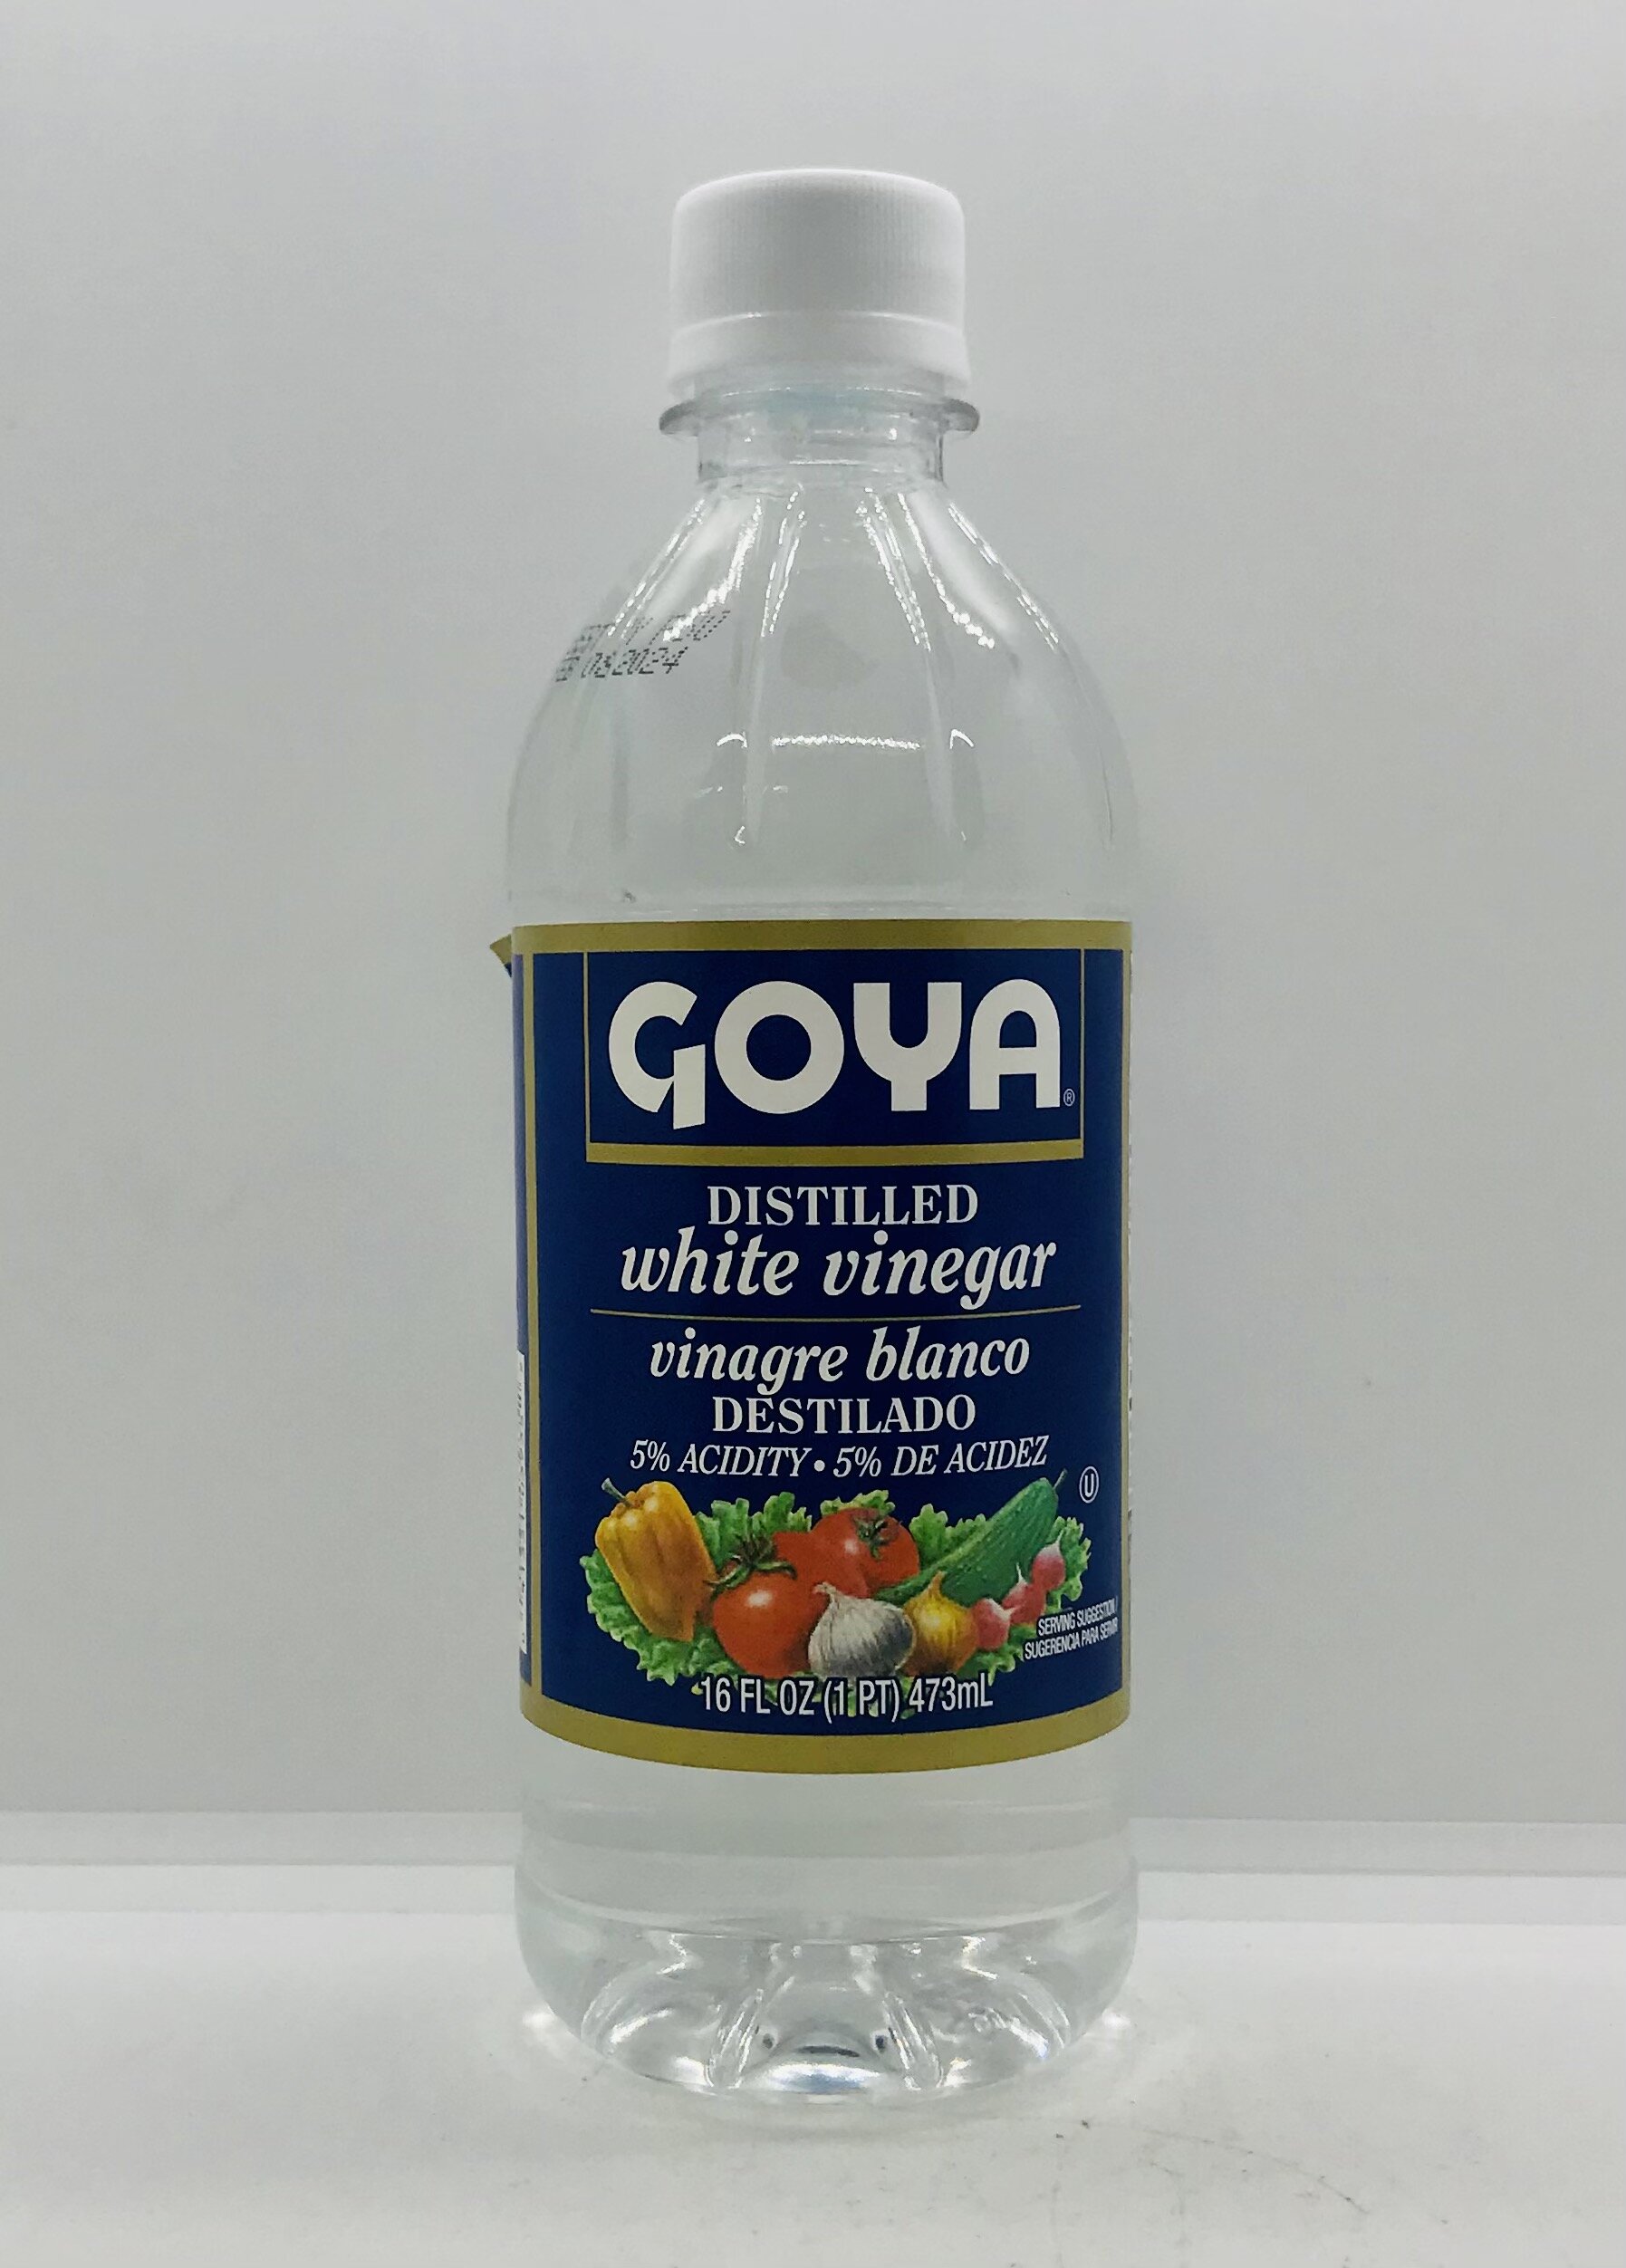 062024
GOYA®
DISTILLED
white vinegar
vinagre blanco
DESTILADO
5% ACIDITY • 5% DE ACIDEZ
U
SERVING SUGGESTION/
SUGERENCIA PARA SERVIR
16 FL OZ (1 PT) 473mL